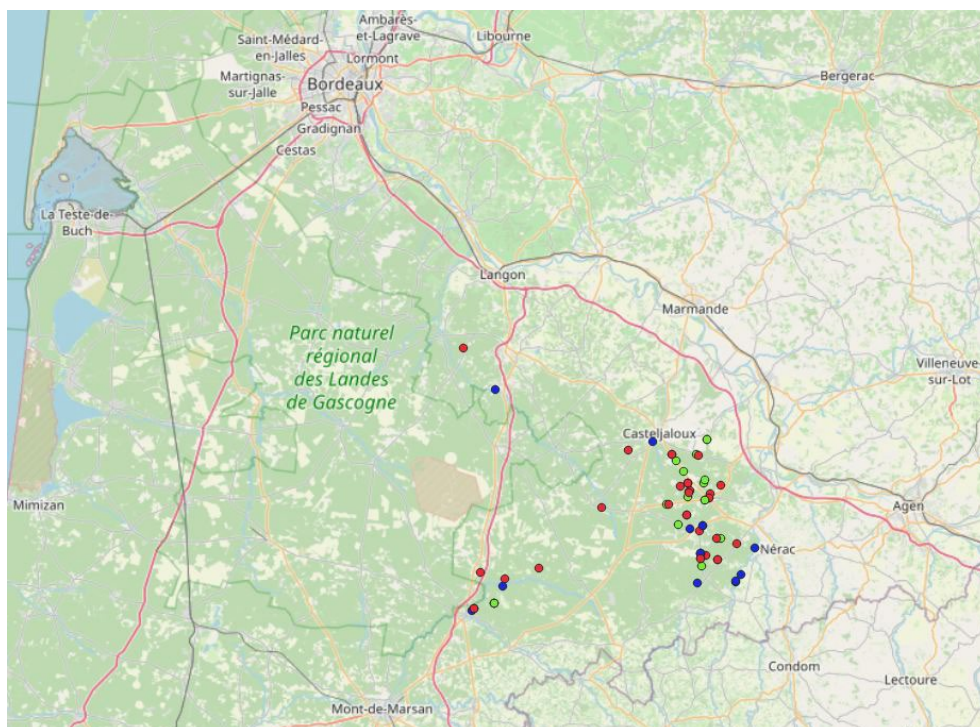 Ambarès-
et-Lagrave
Saint-Médard-
en-Jalles
Libourne
Lormont
Martignas-
sur-Jalle
Bordeaux
Bergerac
Pessac
Gradignan
Cestas
La Teste-de-
Buch
Langon
Marmande
Parc naturel
régional
des Landes
de Gascogne
Villeneuve-
sur-Lot
Casteljaloux
Mimizan
Agen
Nérac
Condom
Lectoure
Mont-de-Marsan